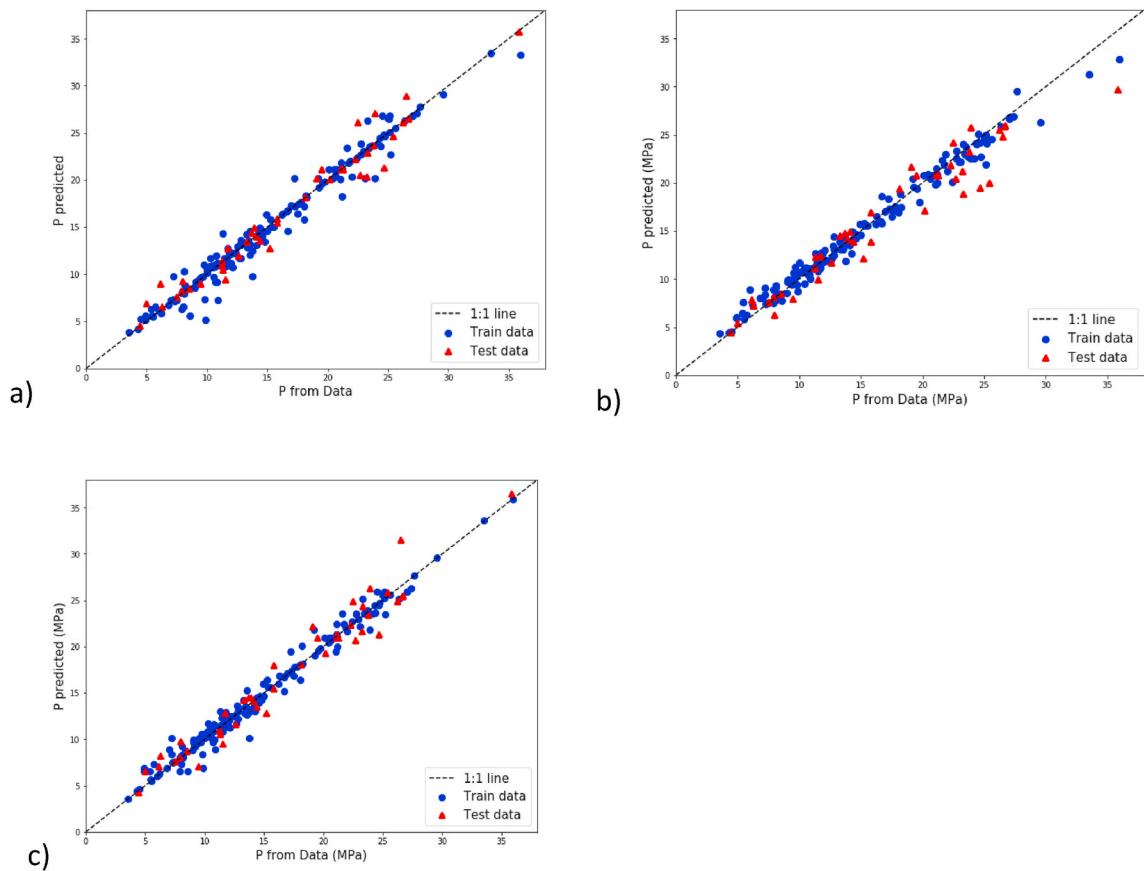 35
30
25
20
15
10
5
0
P predicted
0 5 10 15 20 25 30 35
P from Data
1:1 line
Train data
Test data
a)
35
30
25
20
15
10
5
0
P predicted (MPa)
0 5 10 15 20 25 30 35
P from Data (MPa)
1:1 line
Train data
Test data
b)
35
30
25
20
15
10
5
0
P predicted (MPa)
0 5 10 15 20 25 30 35
P from Data (MPa)
1:1 line
Train data
Test data
c)